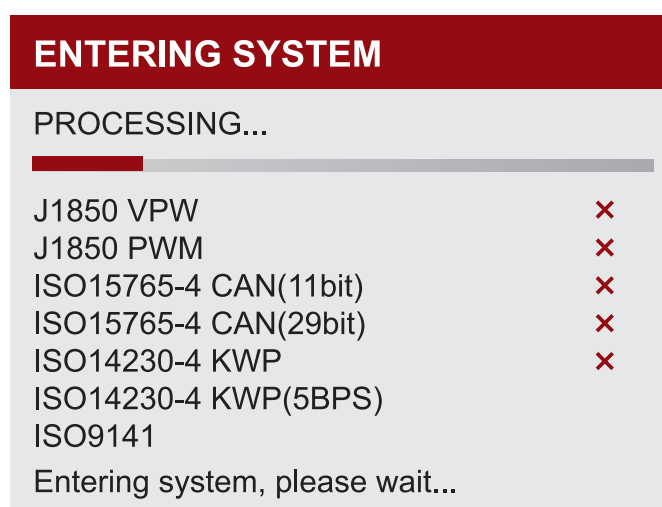 ENTERING SYSTEM
PROCESSING...
J1850 VPW ×
J1850 PWM ×
ISO15765-4 CAN(11bit) ×
ISO15765-4 CAN(29bit) ×
ISO14230-4 KWP ×
ISO14230-4 KWP(5BPS)
ISO9141
Entering system, please wait...